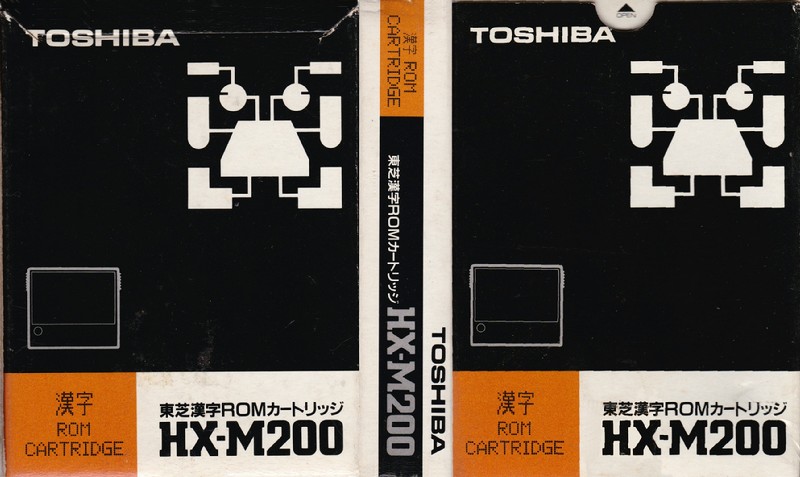 TOSHIBA
漢字
ROM
CARTRIDGE
東芝漢字ROMカートリッジ
HX-M200
漢字 ROM
CARTRIDGE
東芝漢字ROMカートリッジ HX-M200
TOSHIBA
OPEN
TOSHIBA
漢字
ROM
CARTRIDGE
東芝漢字ROMカートリッジ
HX-M200